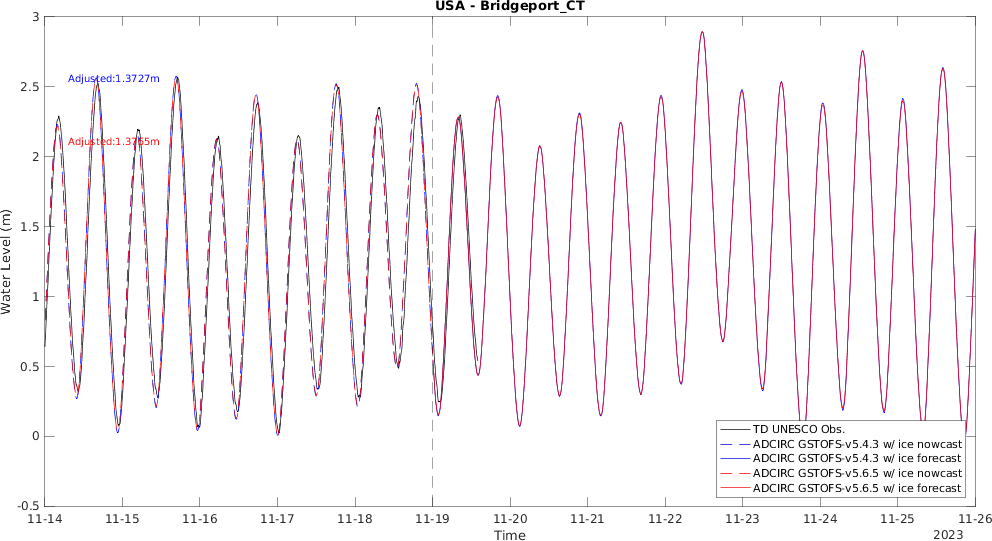 USA - Bridgeport_CT
3
2.5
2
1.5
1
0.5
0
-0.5
Water Level (m)
Adjusted:1.3727m
Adjusted:1.3755m
TD UNESCO Obs.
ADCIRC GSTOFS-v5.4.3 w/ ice nowcast
ADCIRC GSTOFS-v5.4.3 w/ ice forecast
ADCIRC GSTOFS-v5.6.5 w/ ice nowcast
ADCIRC GSTOFS-v5.6.5 w/ ice forecast
11-14 11-15 11-16 11-17 11-18 11-19 11-20 11-21 11-22 11-23 11-24 11-25 11-26
Time
2023